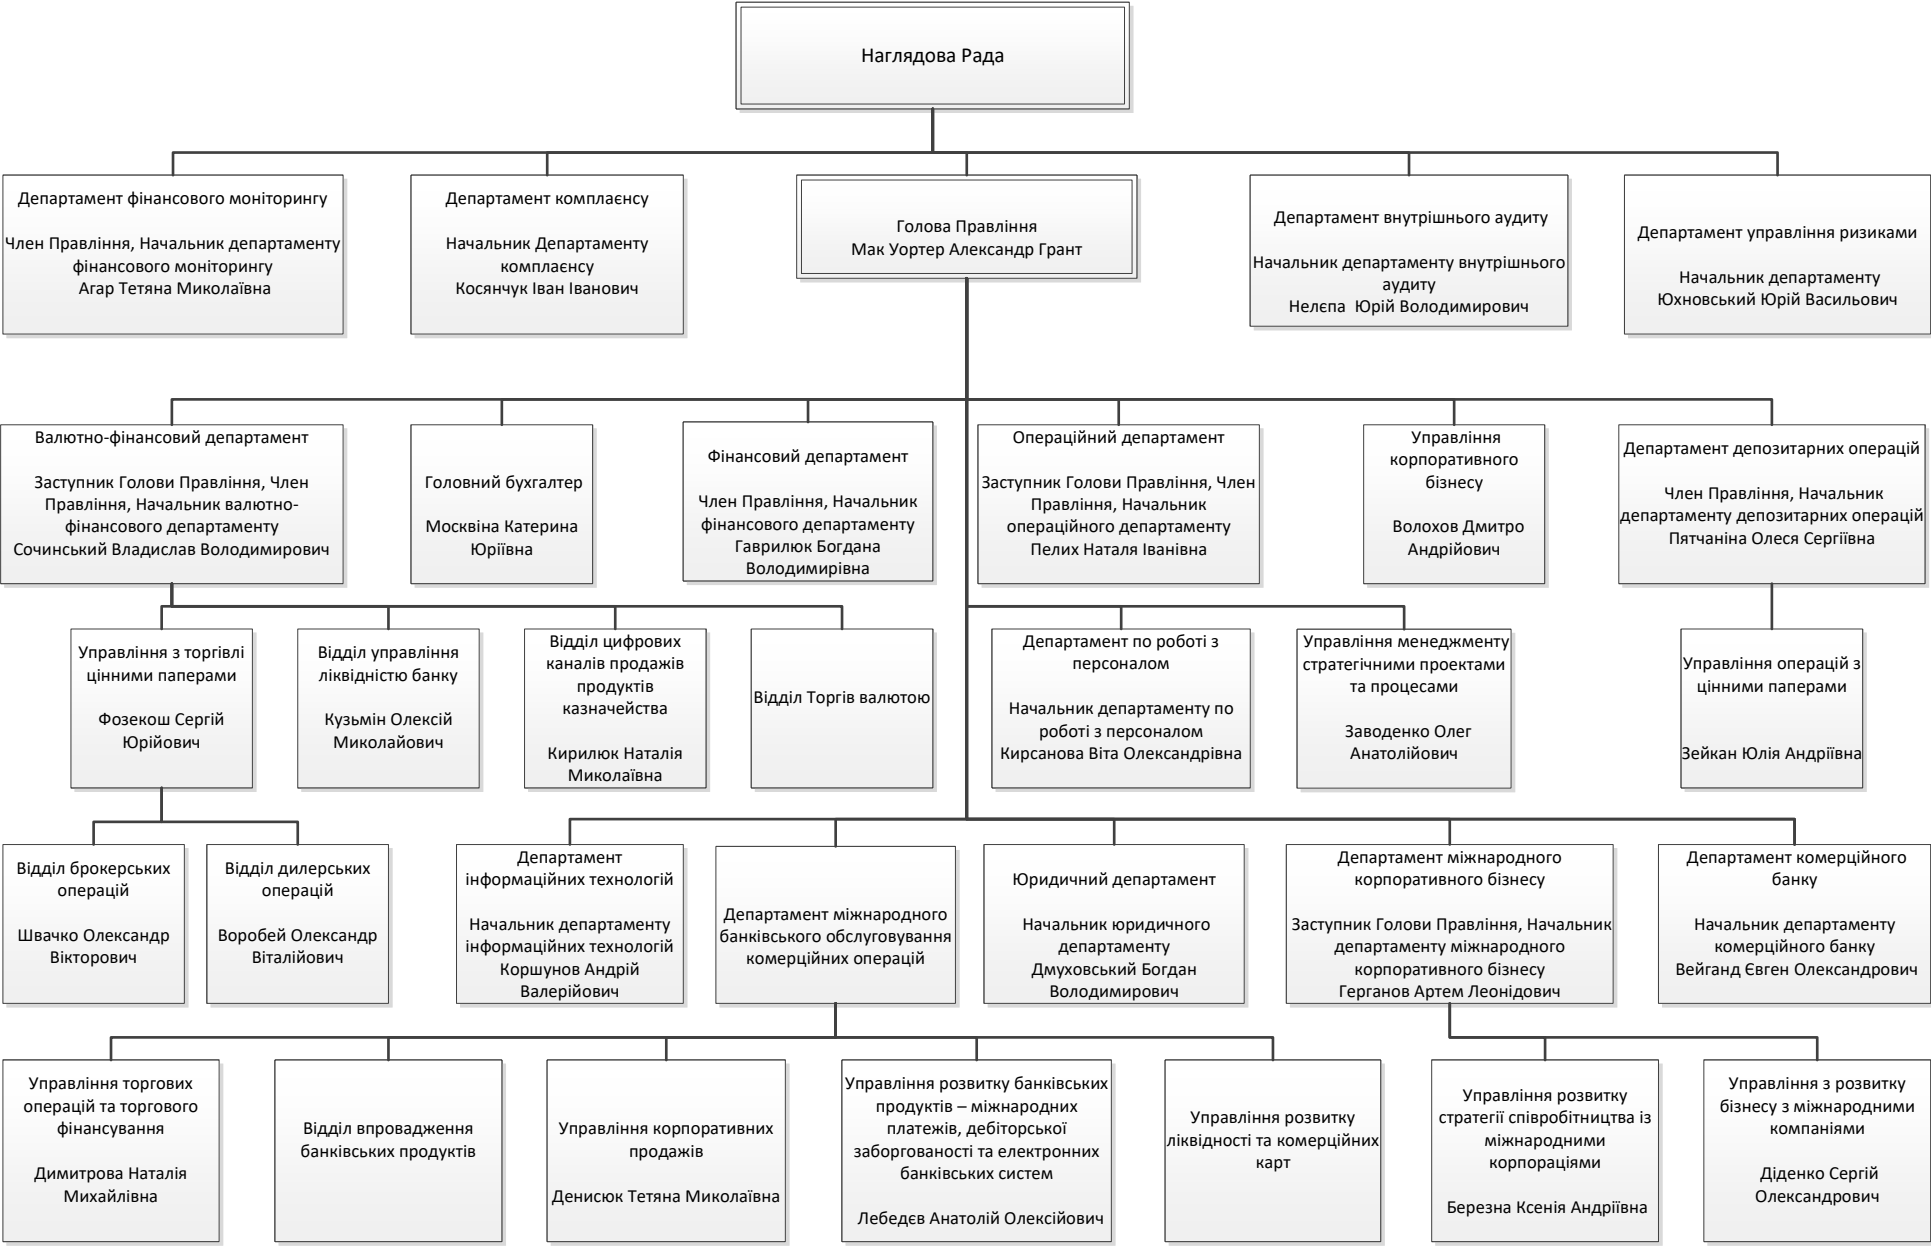 Наглядова Рада
Департамент фінансового моніторингу
Член Правління, Начальник департаменту
фінансового моніторингу
Агар Тетяна Миколаївна
Департамент комплаєнсу
Начальник Департаменту
комплаєнсу
Косянчук Іван Іванович
Голова Правління
Мак Уортер Александр Грант
Департамент внутрішнього аудиту
Начальник департаменту внутрішнього
аудиту
Нелєпа  Юрій Володимирович
Департамент управління ризиками
Начальник департаменту
Юхновський Юрій Васильович
Валютно-фінансовий департамент
Заступник Голови Правління, Член
Правління, Начальник валютно-
фінансового департаменту
Сочинський Владислав Володимирович
Головний бухгалтер
Москвіна Катерина
Юріївна
Фінансовий департамент
Член Правління, Начальник
фінансового департаменту
Гаврилюк Богдана
Володимирівна
Операційний департамент
Заступник Голови Правління, Член
Правління, Начальник
операційного департаменту
Пелих Наталя Іванівна
Управління
корпоративного
бізнесу
Волохов Дмитро
Андрійович
Департамент депозитарних операцій
Член Правління, Начальник
департаменту депозитарних операцій
Пятчаніна Олеся Сергіївна
Управління з торгівлі
цінними паперами
Фозекош Сергій
Юрійович
Відділ управління
ліквідністю банку
Кузьмін Олексій
Миколайович
Відділ цифрових
каналів продажів
продуктів
казначейства
Кирилюк Наталія
Миколаївна
Відділ Торгів валютою
Департамент по роботі з
персоналом
Начальник департаменту по
роботі з персоналом
Кирсанова Віта Олександрівна
Управління менеджменту
стратегічними проектами
та процесами
Заводенко Олег
Анатолійович
Управління операцій з
цінними паперами
Зейкан Юлія Андріївна
Відділ брокерських
операцій
Швачко Олександр
Вікторович
Відділ дилерських
операцій
Воробей Олександр
Віталійович
Департамент
інформаційних технологій
Начальник департаменту
інформаційних технологій
Коршунов Андрій
Валерійович
Департамент міжнародного
банківського обслуговування
комерційних операцій
Юридичний департамент
Начальник юридичного
департаменту
Дмуховський Богдан
Володимирович
Департамент міжнародного
корпоративного бізнесу
Заступник Голови Правління, Начальник
департаменту міжнародного
корпоративного бізнесу
Герганов Артем Леонідович
Департамент комерційного
банку
Начальник департаменту
комерційного банку
Вейганд Євген Олександрович
Управління торгових
операцій та торгового
фінансування
Димитрова Наталія
Михайлівна
Відділ впровадження
банківських продуктів
Управління корпоративних
продажів
Денисюк Тетяна Миколаївна
Управління розвитку банківських
продуктів – міжнародних
платежів, дебіторської
заборгованості та електронних
банківських систем
Лебедєв Анатолій Олексійович
Управління розвитку
ліквідності та комерційних
карт
Управління розвитку
стратегії співробітництва із
міжнародними
корпораціями
Березна Ксенія Андріївна
Управління з розвитку
бізнесу з міжнародними
компаніями
Діденко Сергій
Олександрович